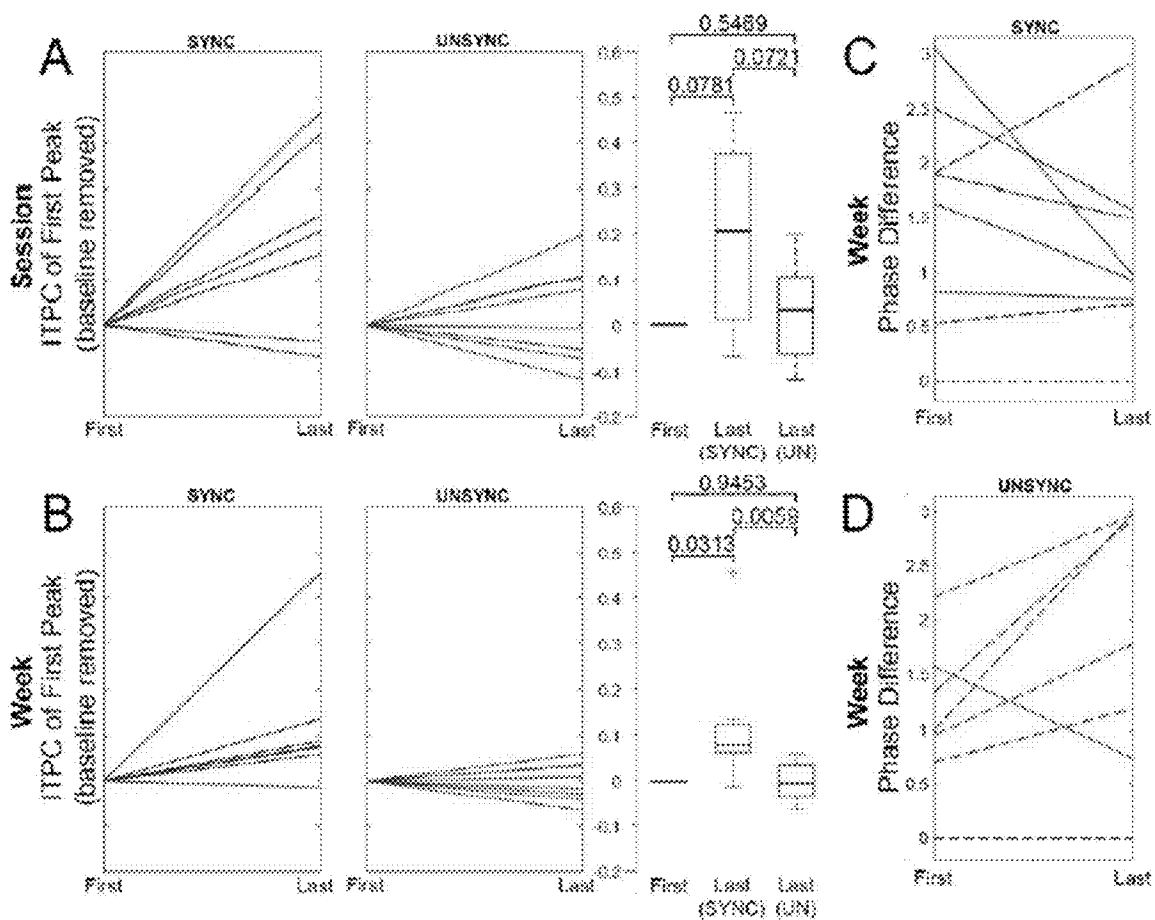 A
SYNC
UNSYNC
Session
ITPC of First Peak
(baseline removed)
0.6
0.5
0.4
0.3
0.2
0.1
0
-0.1
-0.2
First
Last
First
Last
0.5469
0.0721
0.0781
First
Last
(SYNC)
Last
(UN)
C
SYNC
Week
Phase Difference
3
2.5
2
1.5
1
0.5
0
First
Last
B
SYNC
UNSYNC
Week
ITPC of First Peak
(baseline removed)
0.6
0.5
0.4
0.3
0.2
0.1
0
-0.1
-0.2
First
Last
First
Last
0.9453
0.0059
0.0313
First
Last
(SYNC)
Last
(UN)
D
UNSYNC
Week
Phase Difference
3
2.5
2
1.5
1
0.5
0
First
Last